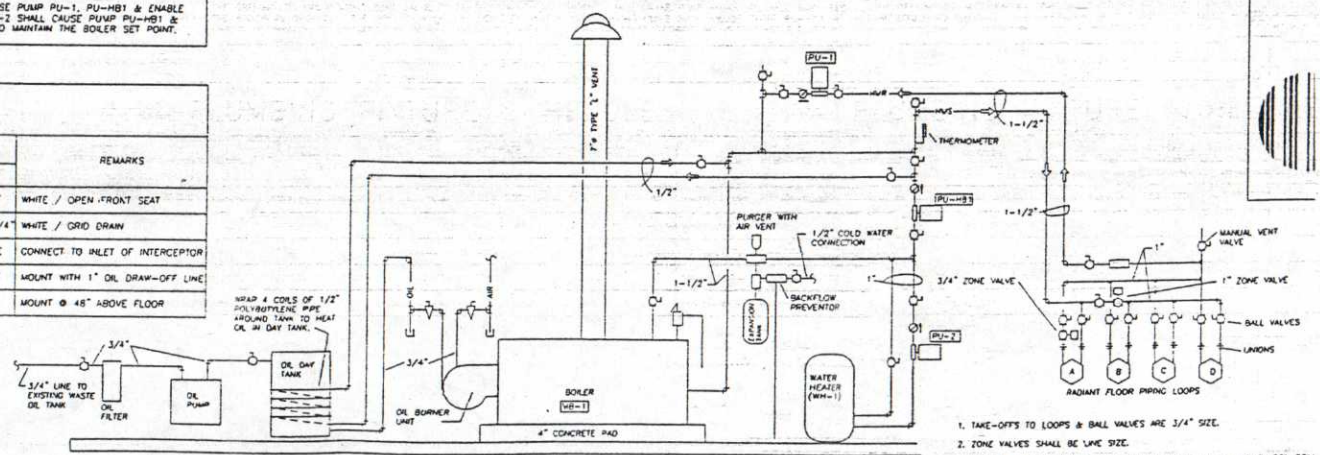 SE PUMP PU-1, PU-HB1 & ENABLE
-2 SHALL CAUSE PUMP PU-HB1 &
O MAINTAIN THE BOILER SET POINT.
REMARKS
WHITE / OPEN FRONT SEAT
/4" WHITE / GRID DRAIN
CONNECT TO INLET OF INTERCEPTOR
MOUNT WITH 1" OIL DRAW-OFF LINE
MOUNT @ 48" ABOVE FLOOR
WRAP 4 COILS OF 1/2"
POLYBUTYLENE PIPE
AROUND TANK TO HEAT
OIL IN DAY TANK.
3/4"
3/4" LINE TO
EXISTING WASTE
OIL TANK
OIL
FILTER
OIL
PUMP
OIL DAY
TANK
OIL
AIR
3/4"
OIL BURNER
UNIT
7"ø TYPE "L" VENT
1/2"
BOILER
4" CONCRETE PAD
1-1/2"
PURGER WITH
AIR VENT
1/2" COLD WATER
CONNECTION
BACKFLOW
PREVENTOR
EXPANSION
TANK
WATER
HEATER
(WH-1)
PU-1
HWR
HWS
1-1/2"
THERMOMETER
PU-HB1
1"
PU-2
1-1/2"
MANUAL VENT
VALVE
1"
3/4" ZONE VALVE
1" ZONE VALVE
BALL VALVES
UNIONS
A
B
C
D
RADIANT FLOOR PIPING LOOPS
1. TAKE-OFFS TO LOOPS & BALL VALVES ARE 3/4" SIZE.
2. ZONE VALVES SHALL BE LINE SIZE.